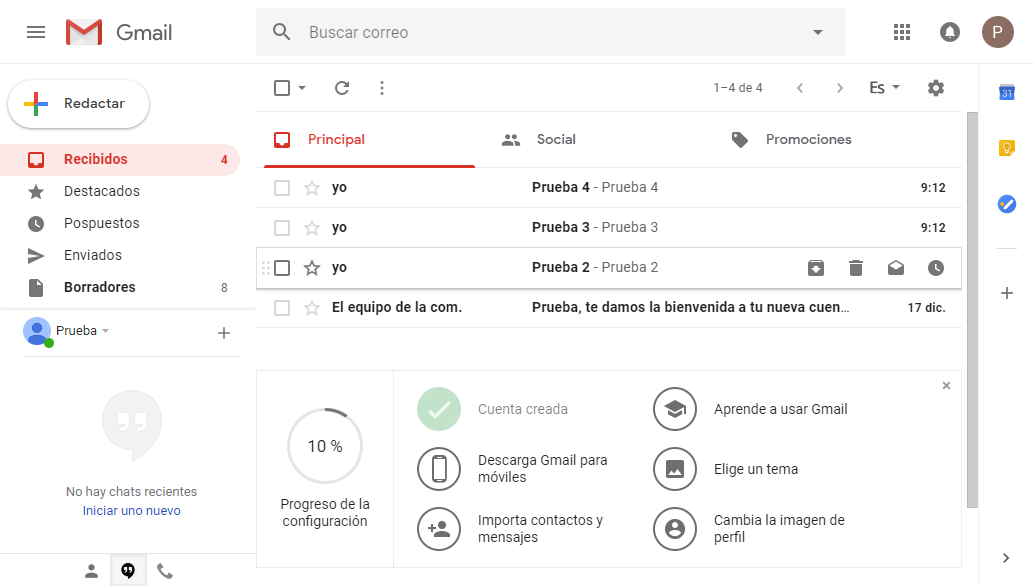 Gmail
Buscar correo
P
Redactar
1–4 de 4
Es
31
Principal
Social
Promociones
Recibidos 4
Destacados
Pospuestos
Enviados
Borradores 8
yo Prueba 4 - Prueba 4 9:12
yo Prueba 3 - Prueba 3 9:12
yo Prueba 2 - Prueba 2
El equipo de la com. Prueba, te damos la bienvenida a tu nueva cuen… 17 dic.
Prueba
No hay chats recientes
Iniciar uno nuevo
10 %
Progreso de la
configuración
Cuenta creada
Descarga Gmail para
móviles
Importa contactos y
mensajes
Aprende a usar Gmail
Elige un tema
Cambia la imagen de
perfil